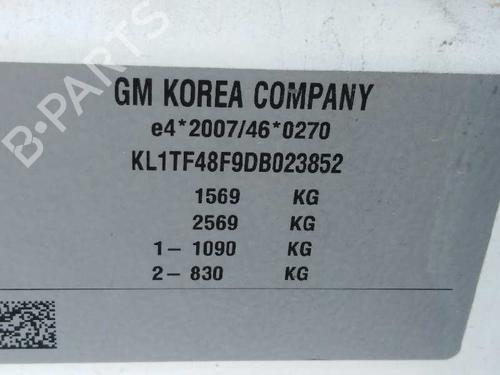 B-PARTS
GM KOREA COMPANY
e4*2007/46*0270
KL1TF48F9DB023852
1569 KG
2569 KG
1- 1090 KG
2- 830 KG